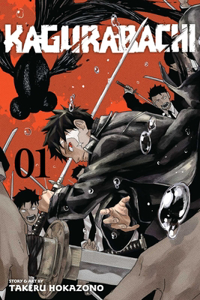 KAGURABACHI
01
STORY & ART BY
TAKERU HOKAZONO